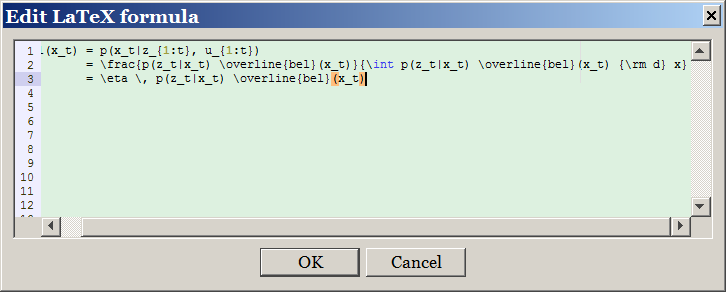 Edit LaTeX formula
1 .(x_t) = p(x_t|z_{1:t}, u_{1:t})
2 = \frac{p(z_t|x_t) \overline{bel}(x_t)}{\int p(z_t|x_t) \overline{bel}(x_t) {\rm d} x}
3 = \eta \, p(z_t|x_t) \overline{bel}(x_t)
4
5
6
7
8
9
10
11
12
OK Cancel